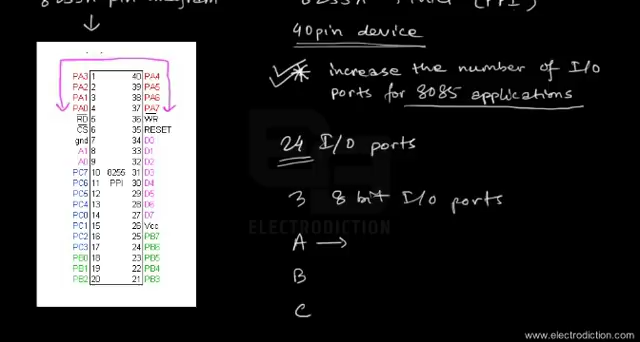 8255A pin diagram
(PPI)
40pin device
* increase the number of I/O
ports for 8085 applications
24 I/O ports
3 8 bit I/O ports
A →
B
C
PA3 1 40 PA4
PA2 2 39 PA5
PA1 3 38 PA6
PA0 4 37 PA7
RD 5 36 WR
CS 6 35 RESET
gnd 7 34 D0
A1 8 33 D1
A0 9 32 D2
PC7 10 8255 31 D3
PC6 11 PPI 30 D4
PC5 12 29 D5
PC4 13 28 D6
PC0 14 27 D7
PC1 15 26 Vcc
PC2 16 25 PB7
PC3 17 24 PB6
PB0 18 23 PB5
PB1 19 22 PB4
PB2 20 21 PB3
ELECTRODICTION
www.electrodiction.com